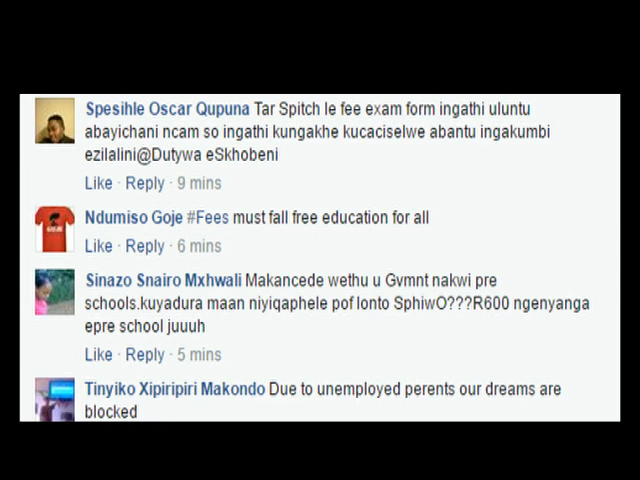 Spesihle Oscar Qupuna Tar Spitch le fee exam form ingathi uluntu
abayichani ncam so ingathi kungakhe kucaciselwe abantu ingakumbi
ezilalini@Dutywa eSkhobeni
Like · Reply · 9 mins
Ndumiso Goje #Fees must fall free education for all
Like · Reply · 6 mins
Sinazo Snairo Mxhwali Makancede wethu u Gvmnt nakwi pre
schools.kuyadura maan niyiqaphele pof lonto SphiwO???R600 ngenyanga
epre school juuuh
Like · Reply · 5 mins
Tinyiko Xipiripiri Makondo Due to unemployed perents our dreams are
blocked